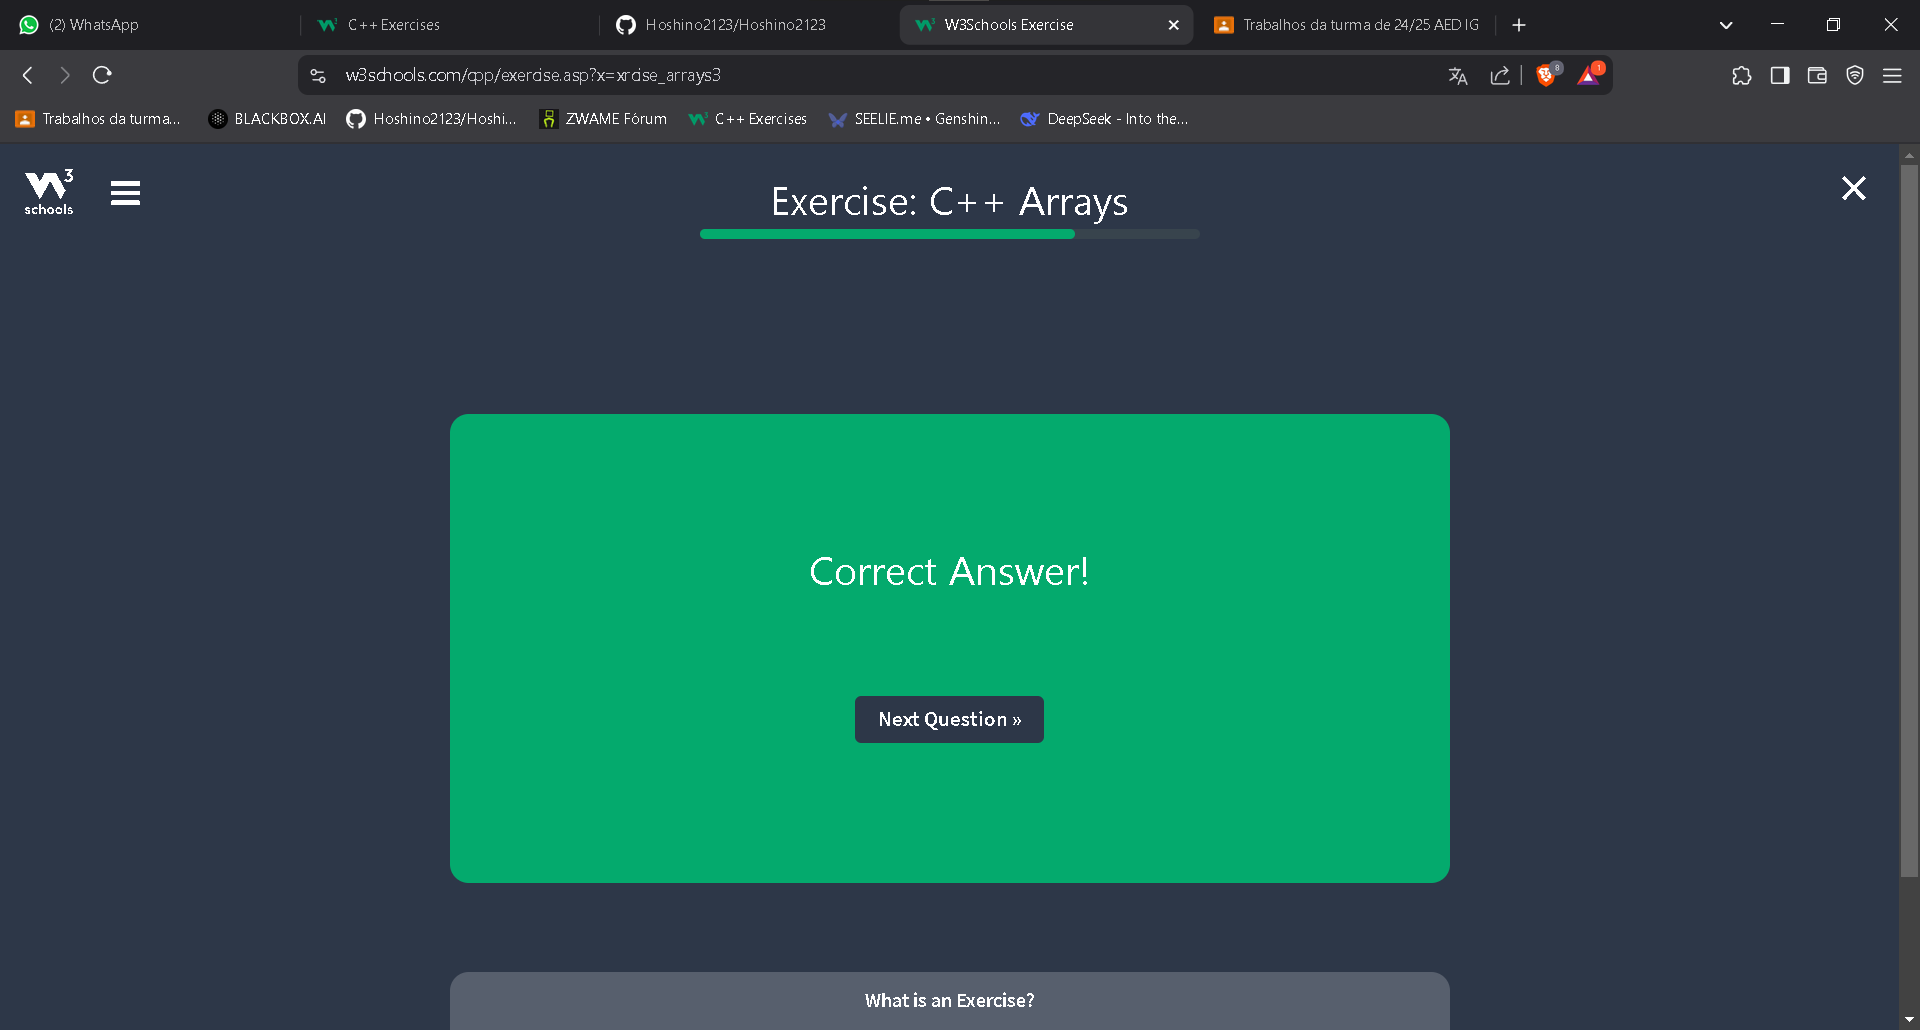 (2) WhatsApp
C++ Exercises
Hoshino2123/Hoshino2123
W3Schools Exercise
Trabalhos da turma de 24/25 AED IG
w3schools.com/cpp/exercise.asp?x=xrcise_arrays3
8
1
Trabalhos da turma...
BLACKBOX.AI
Hoshino2123/Hoshi...
ZWAME Fórum
C++ Exercises
SEELIE.me • Genshin...
DeepSeek - Into the...
W3
schools
Exercise: C++ Arrays
Correct Answer!
Next Question »
What is an Exercise?